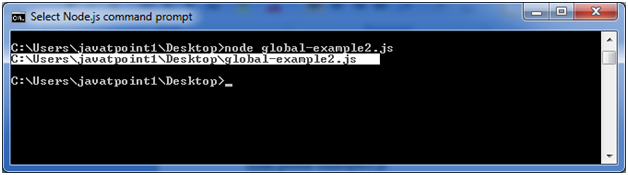 Select Node.js command prompt
C:\Users\javatpoint1\Desktop>node global-example2.js
C:\Users\javatpoint1\Desktop\global-example2.js
C:\Users\javatpoint1\Desktop>_